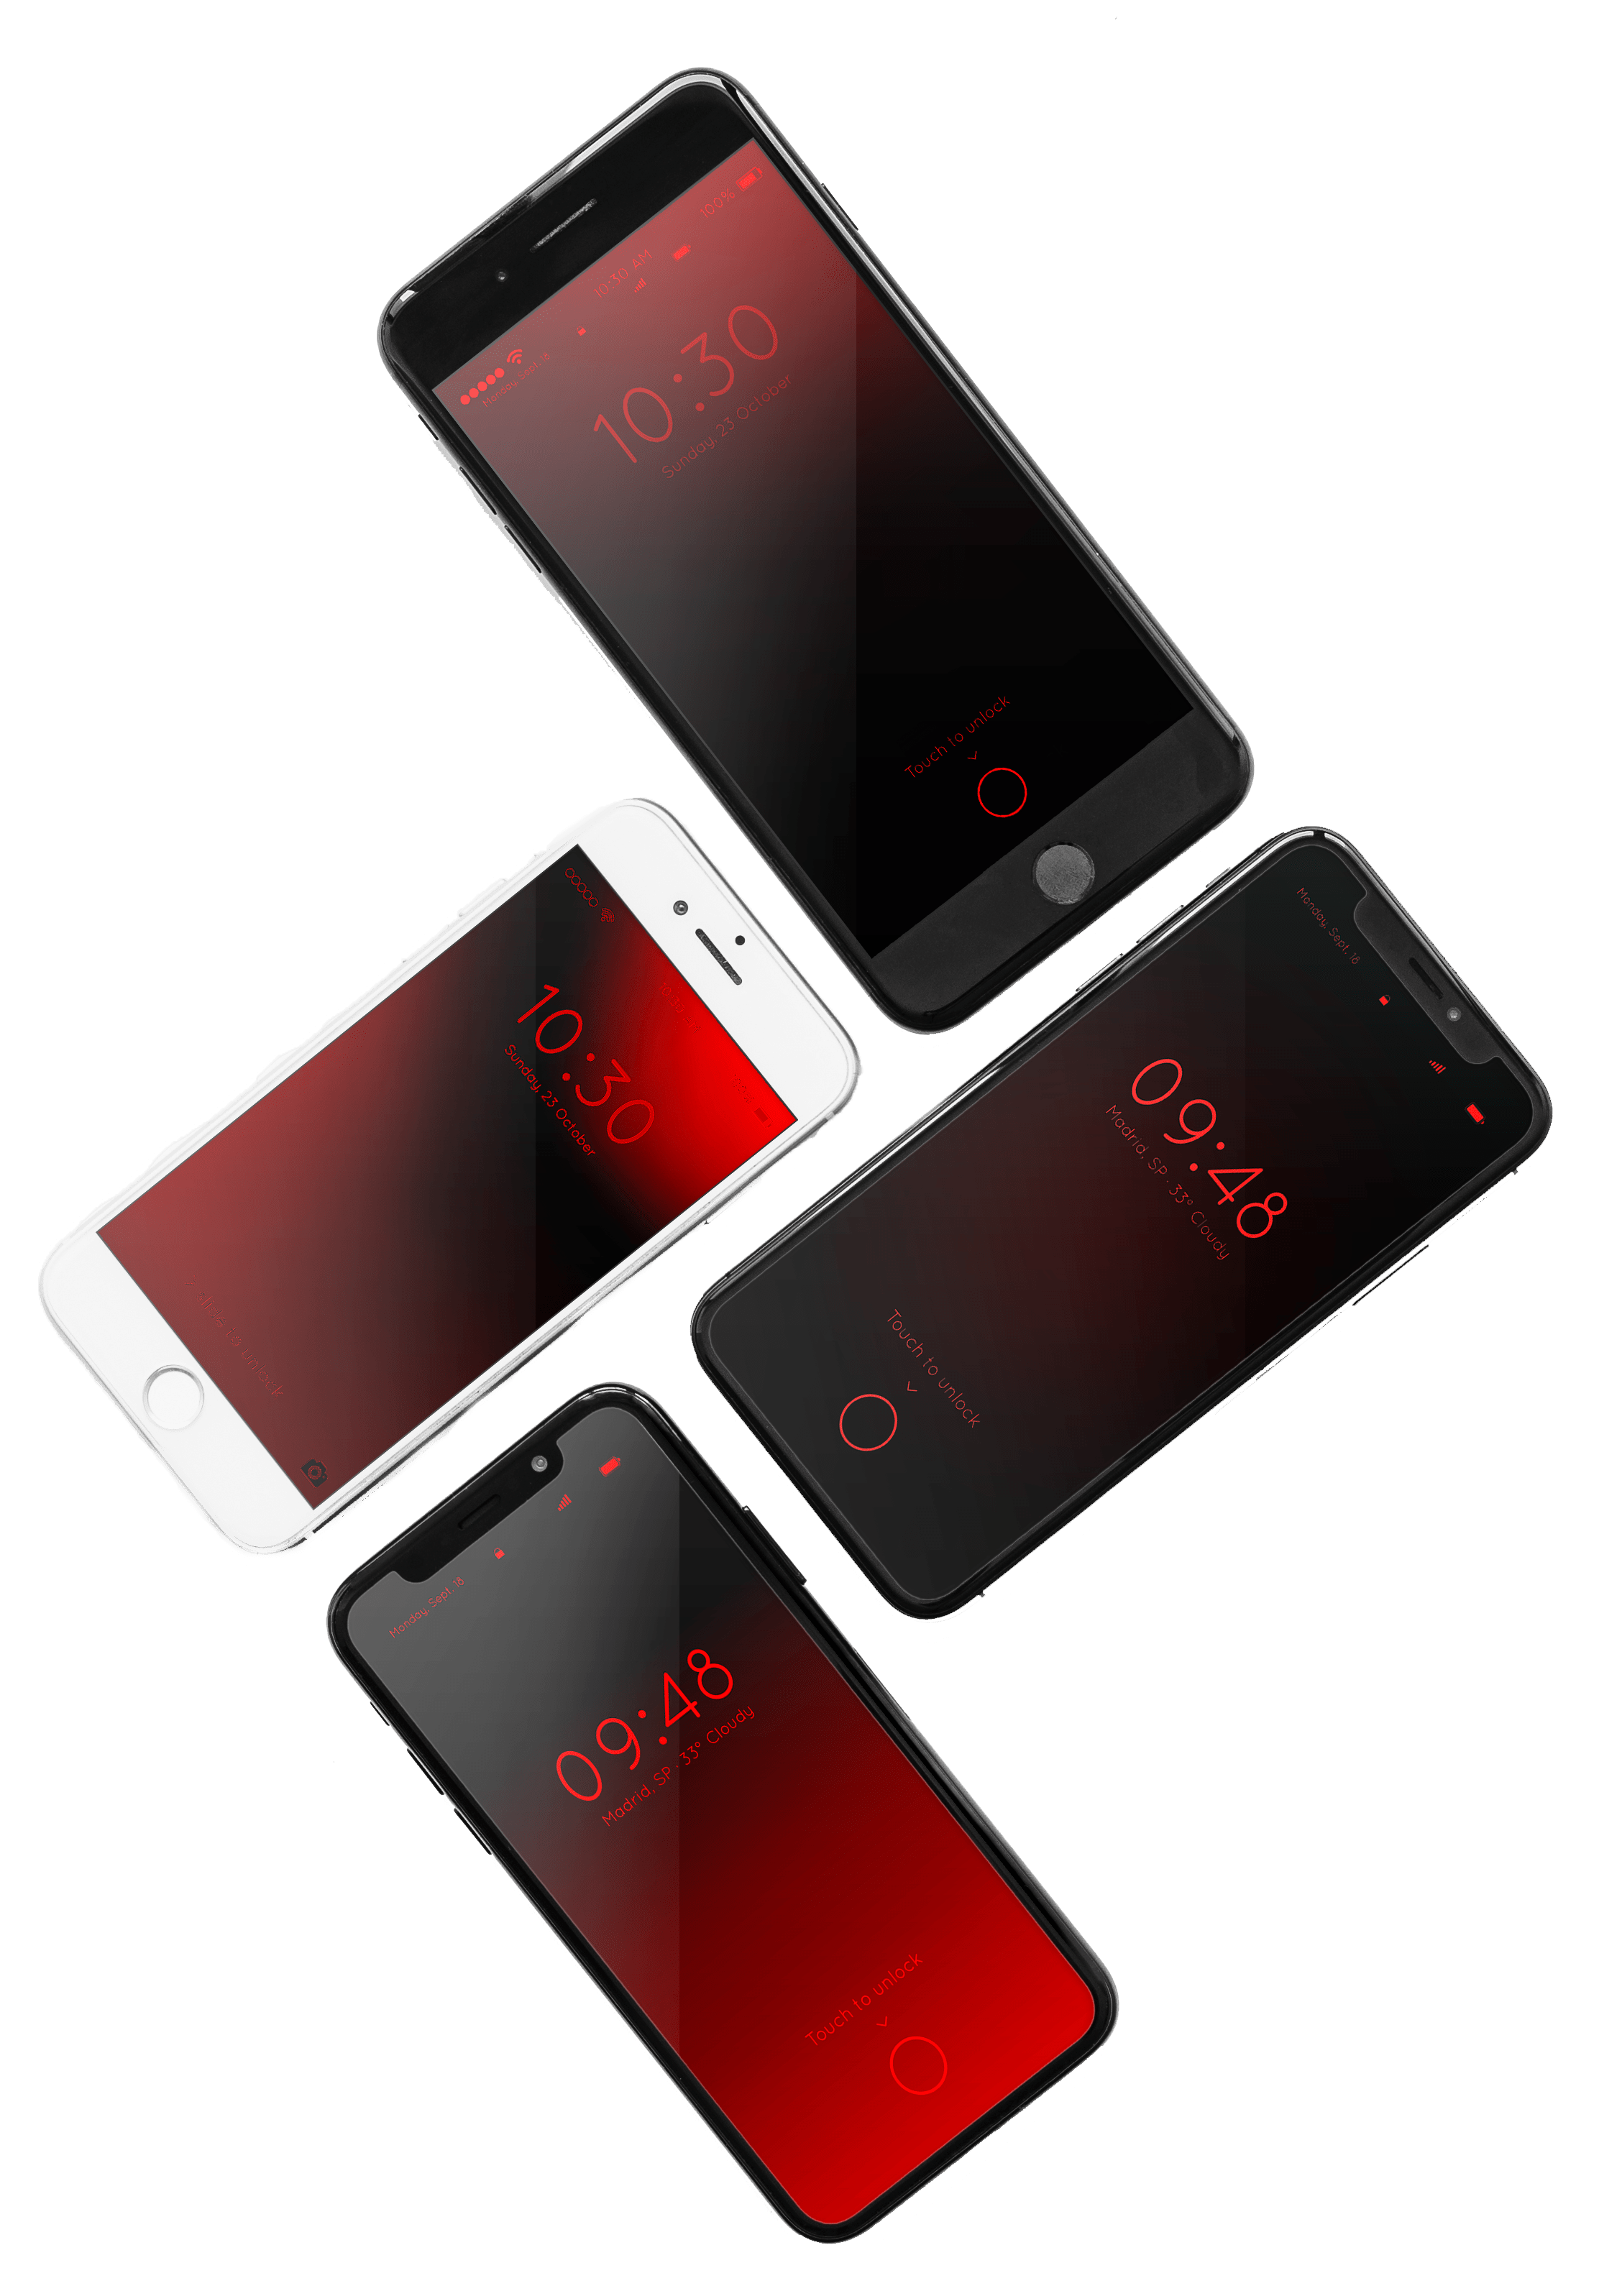 100%
10:30 AM
Monday, Sept. 18
10:30
Sunday, 23 October
Touch to unlock
10:30
Sunday, 23 October
to unlock
Monday, Sept. 18
09:48
Madrid, SP · 33° Cloudy
Touch to unlock
Monday, Sept. 18
09:48
Madrid, SP · 33° Cloudy
Touch to unlock